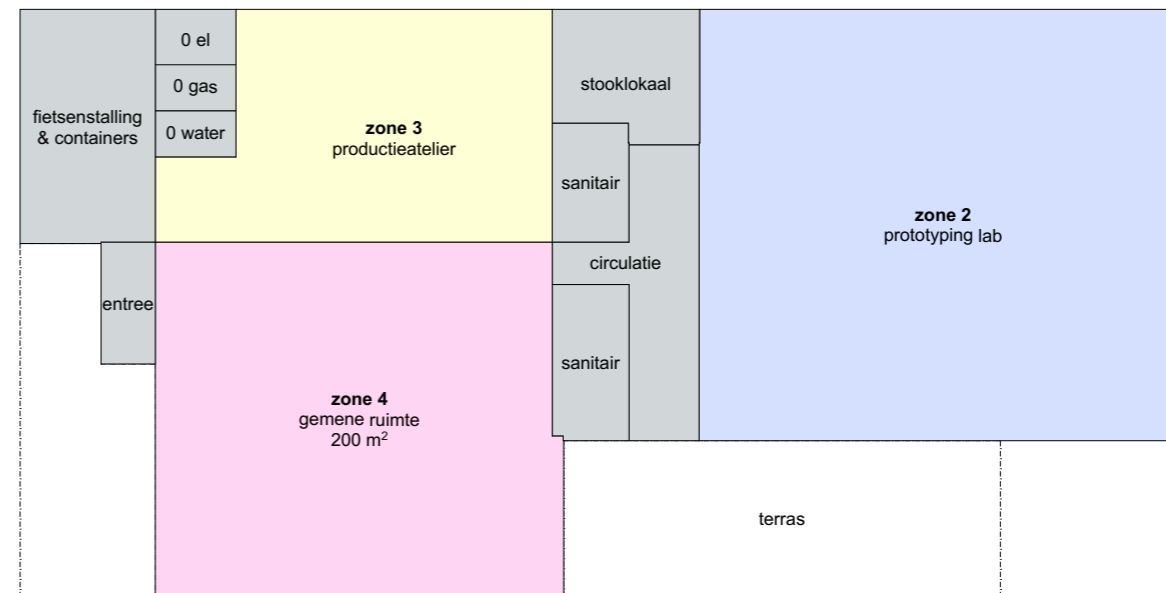 0 el
stooklokaal
0 gas
fietsenstalling
& containers
0 water
zone 3
productieatelier
sanitair
zone 2
prototyping lab
circulatie
entree
sanitair
zone 4
gemene ruimte
200 m²
terras